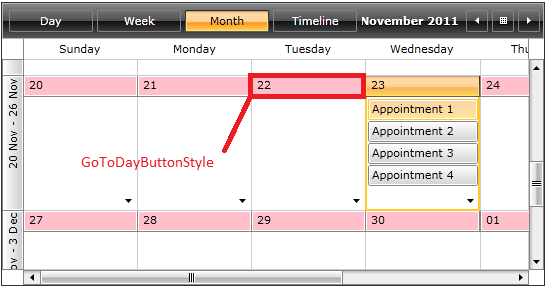 Day Week Month Timeline November 2011
Sunday Monday Tuesday Wednesday Thu
20 Nov - 26 Nov
20 21 22 23 24
Appointment 1
Appointment 2
Appointment 3
Appointment 4
GoToDayButtonStyle
ov - 3 Dec
27 28 29 30 01